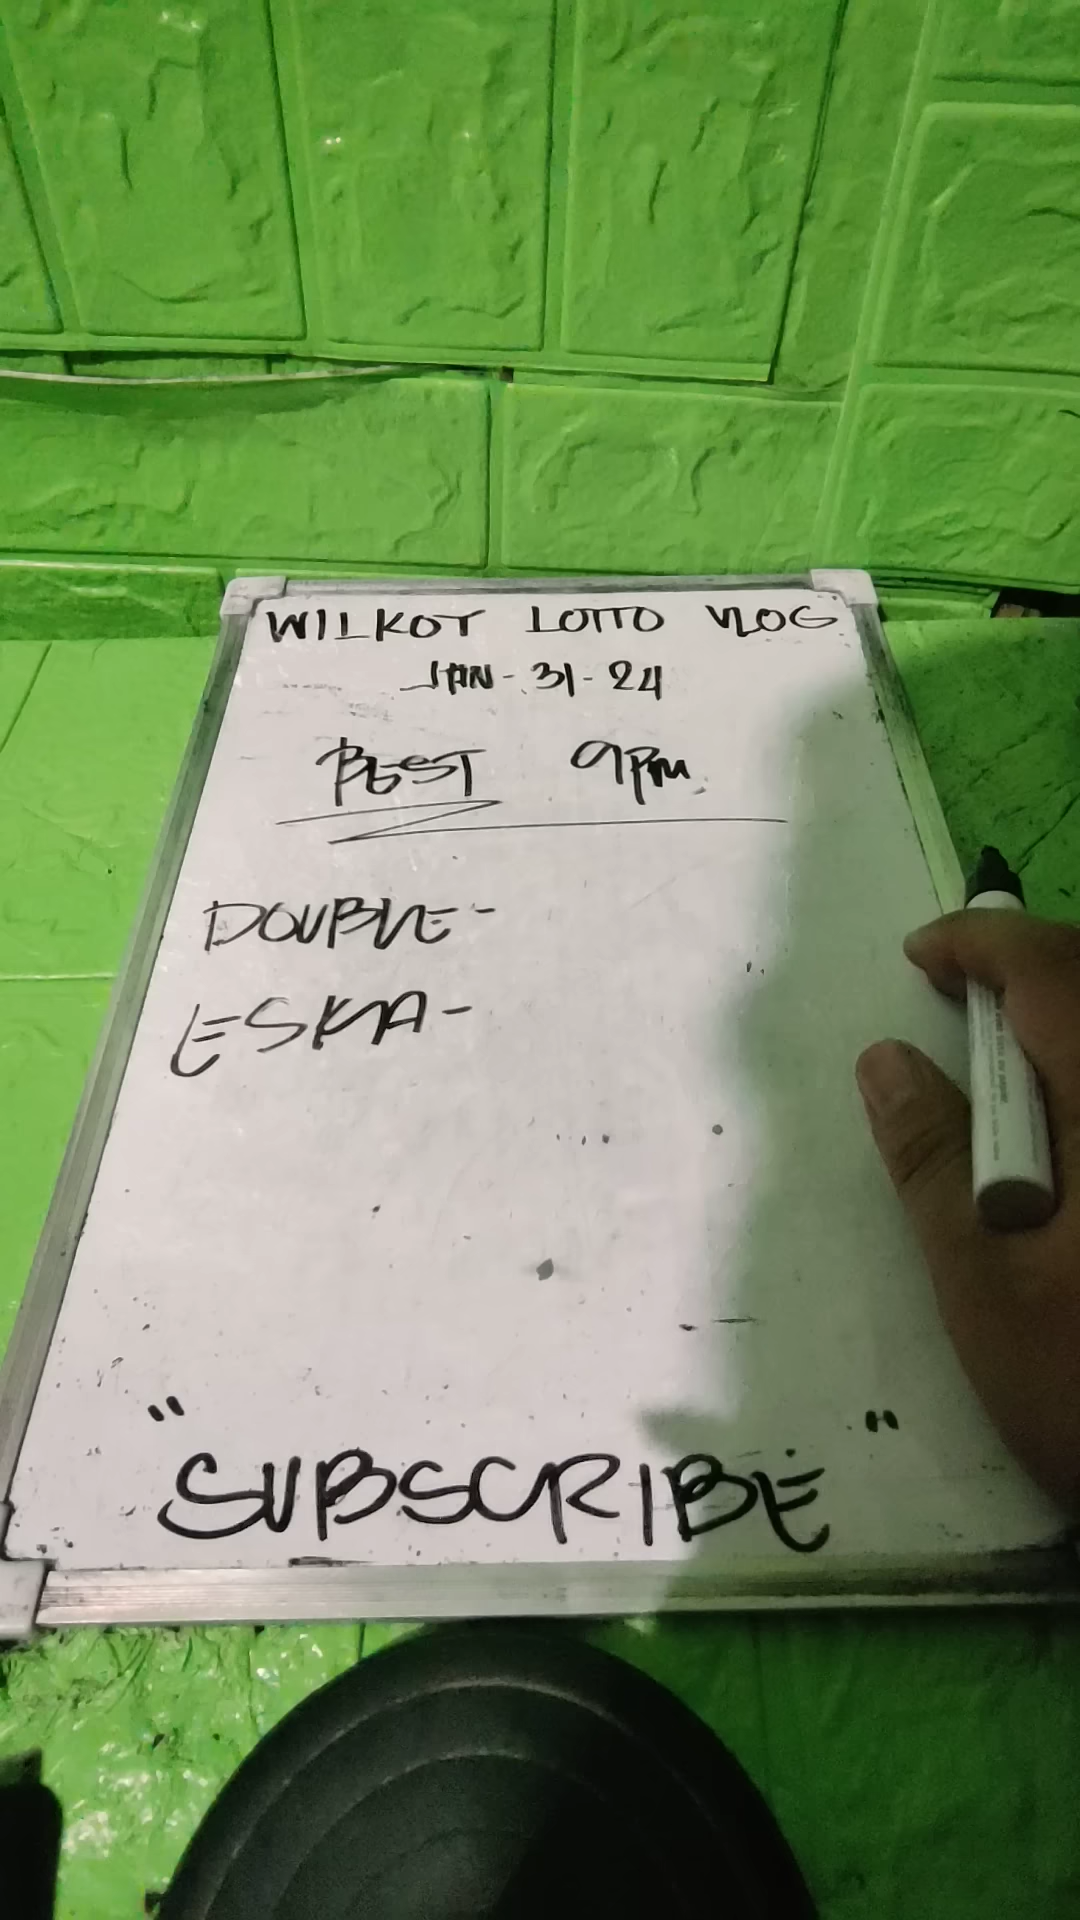 WILKOT LOTTO VLOG
JAN-31-24
BEST 9PM
DOUBLE-
ESKA-
"SUBSCRIBE"